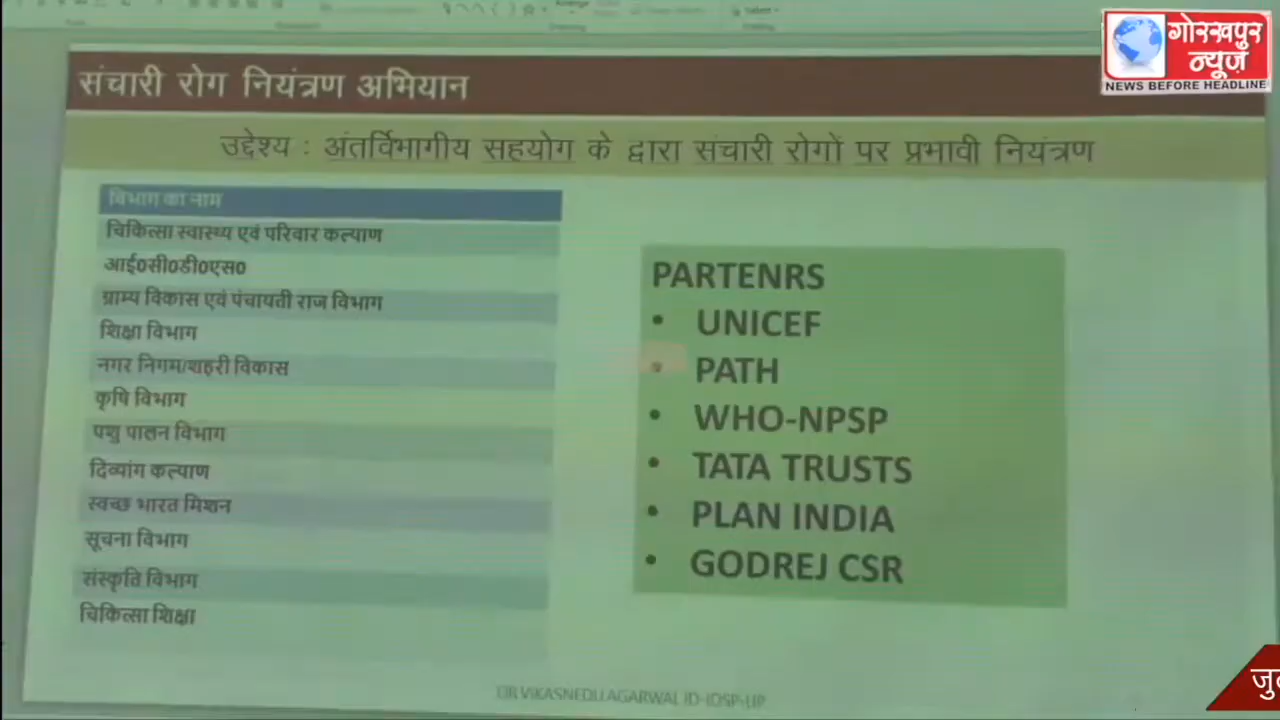 गोरखपुर
न्यूज़
NEWS BEFORE HEADLINE
संचारी रोग नियंत्रण अभियान
उद्देश्य : अंतर्विभागीय सहयोग के द्वारा संचारी रोगों पर प्रभावी नियंत्रण
विभाग का नाम
चिकित्सा स्वास्थ्य एवं परिवार कल्याण
आई0सी0डी0एस0
ग्राम्य विकास एवं पंचायती राज विभाग
शिक्षा विभाग
नगर निगम/शहरी विकास
कृषि विभाग
पशु पालन विभाग
दिव्यांग कल्याण
स्वच्छ भारत मिशन
सूचना विभाग
संस्कृति विभाग
चिकित्सा शिक्षा
PARTENRS
• UNICEF
• PATH
• WHO-NPSP
• TATA TRUSTS
• PLAN INDIA
• GODREJ CSR